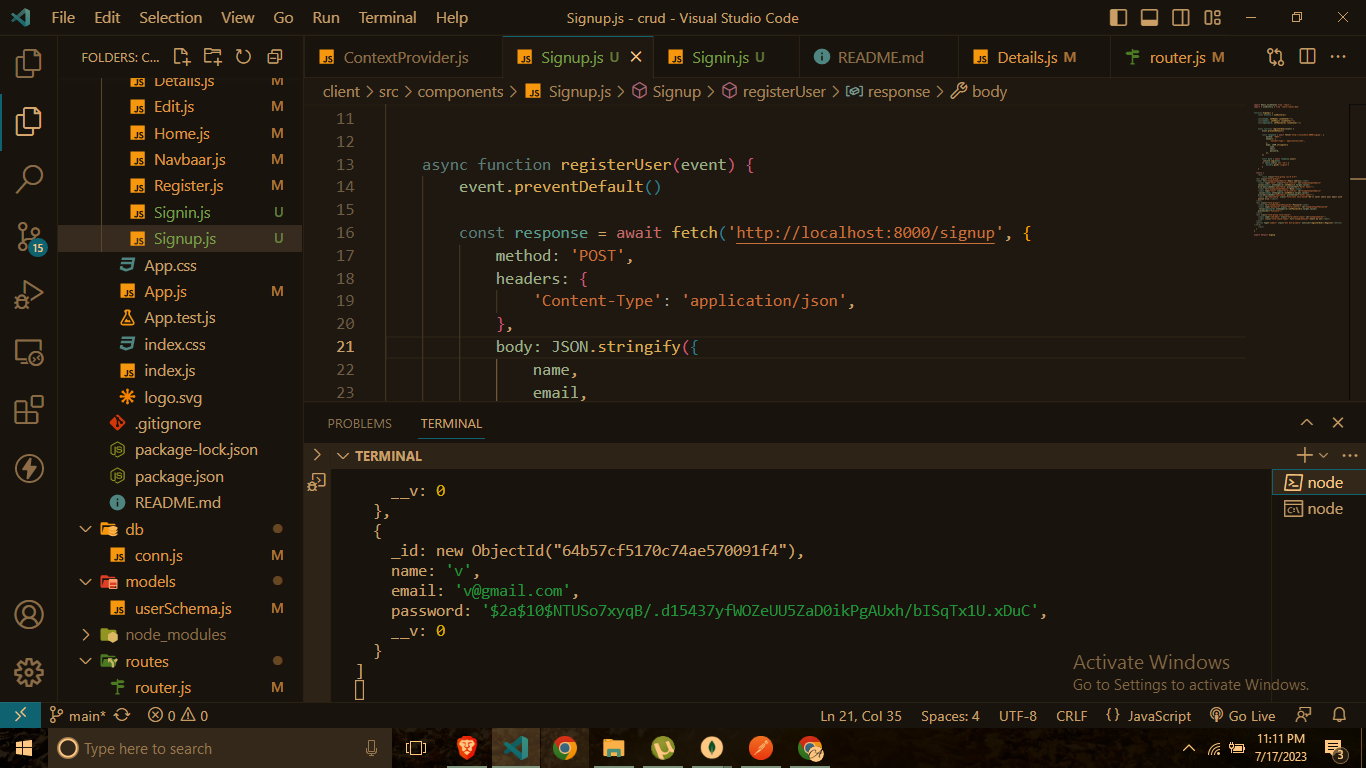 File Edit Selection View Go Run Terminal Help Signup.js - crud - Visual Studio Code
FOLDERS: C...
ContextProvider.js Signup.js U Signin.js U README.md Details.js M router.js M
client > src > components > Signup.js > Signup > registerUser > response > body
Details.js M
Edit.js M
Home.js M
Navbaar.js M
Register.js M
Signin.js U
Signup.js U
App.css
App.js M
App.test.js
index.css
index.js
logo.svg
.gitignore
package-lock.json
package.json
README.md
db
conn.js M
models
userSchema.js M
node_modules
routes
router.js M
15
11
12
13 async function registerUser(event) {
14 event.preventDefault()
15
16 const response = await fetch('http://localhost:8000/signup', {
17 method: 'POST',
18 headers: {
19 'Content-Type': 'application/json',
20 },
21 body: JSON.stringify({
22 name,
23 email,
PROBLEMS TERMINAL
TERMINAL
node
node
__v: 0
},
{
_id: new ObjectId("64b57cf5170c74ae570091f4"),
name: 'v',
email: 'v@gmail.com',
password: '$2a$10$NTUSo7xyqB/.d15437yfWOZeUU5ZaD0ikPgAUxh/bISqTx1U.xDuC',
__v: 0
}
]
Activate Windows
Go to Settings to activate Windows.
main* 0 0 Ln 21, Col 35 Spaces: 4 UTF-8 CRLF {} JavaScript Go Live
Type here to search
11:11 PM
7/17/2023
3